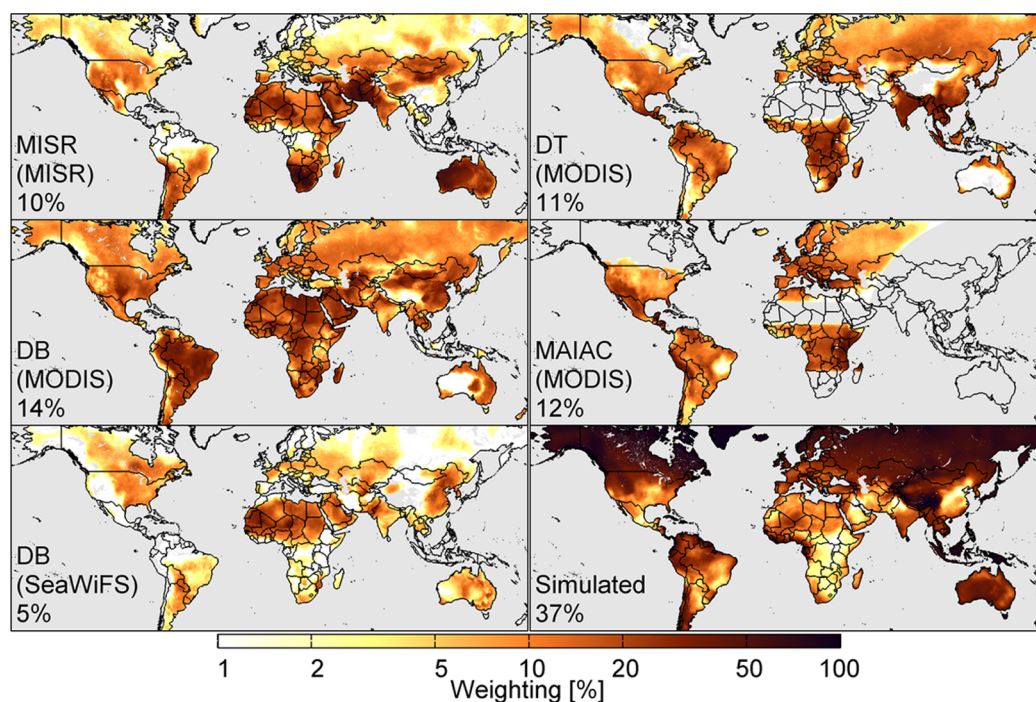 MISR
(MISR)
10%
DT
(MODIS)
11%
DB
(MODIS)
14%
MAIAC
(MODIS)
12%
DB
(SeaWiFS)
5%
Simulated
37%
1 2 5 10 20 50 100
Weighting [%]